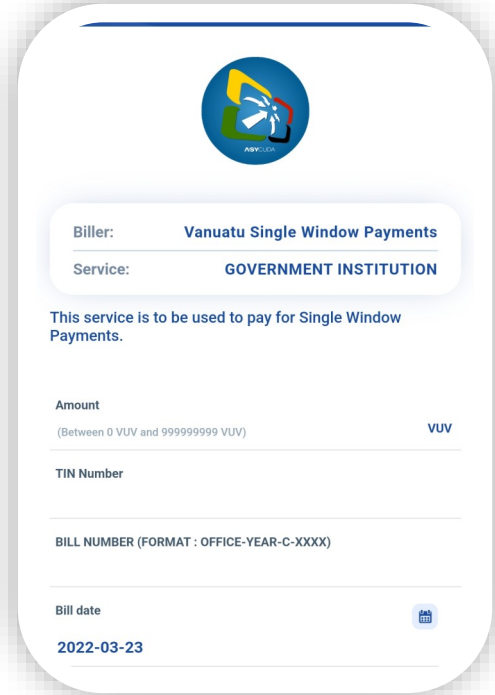 ASYCUDA
Biller: Vanuatu Single Window Payments
Service: GOVERNMENT INSTITUTION
This service is to be used to pay for Single Window
Payments.
Amount
(Between 0 VUV and 999999999 VUV) VUV
TIN Number
BILL NUMBER (FORMAT : OFFICE-YEAR-C-XXXX)
Bill date
2022-03-23